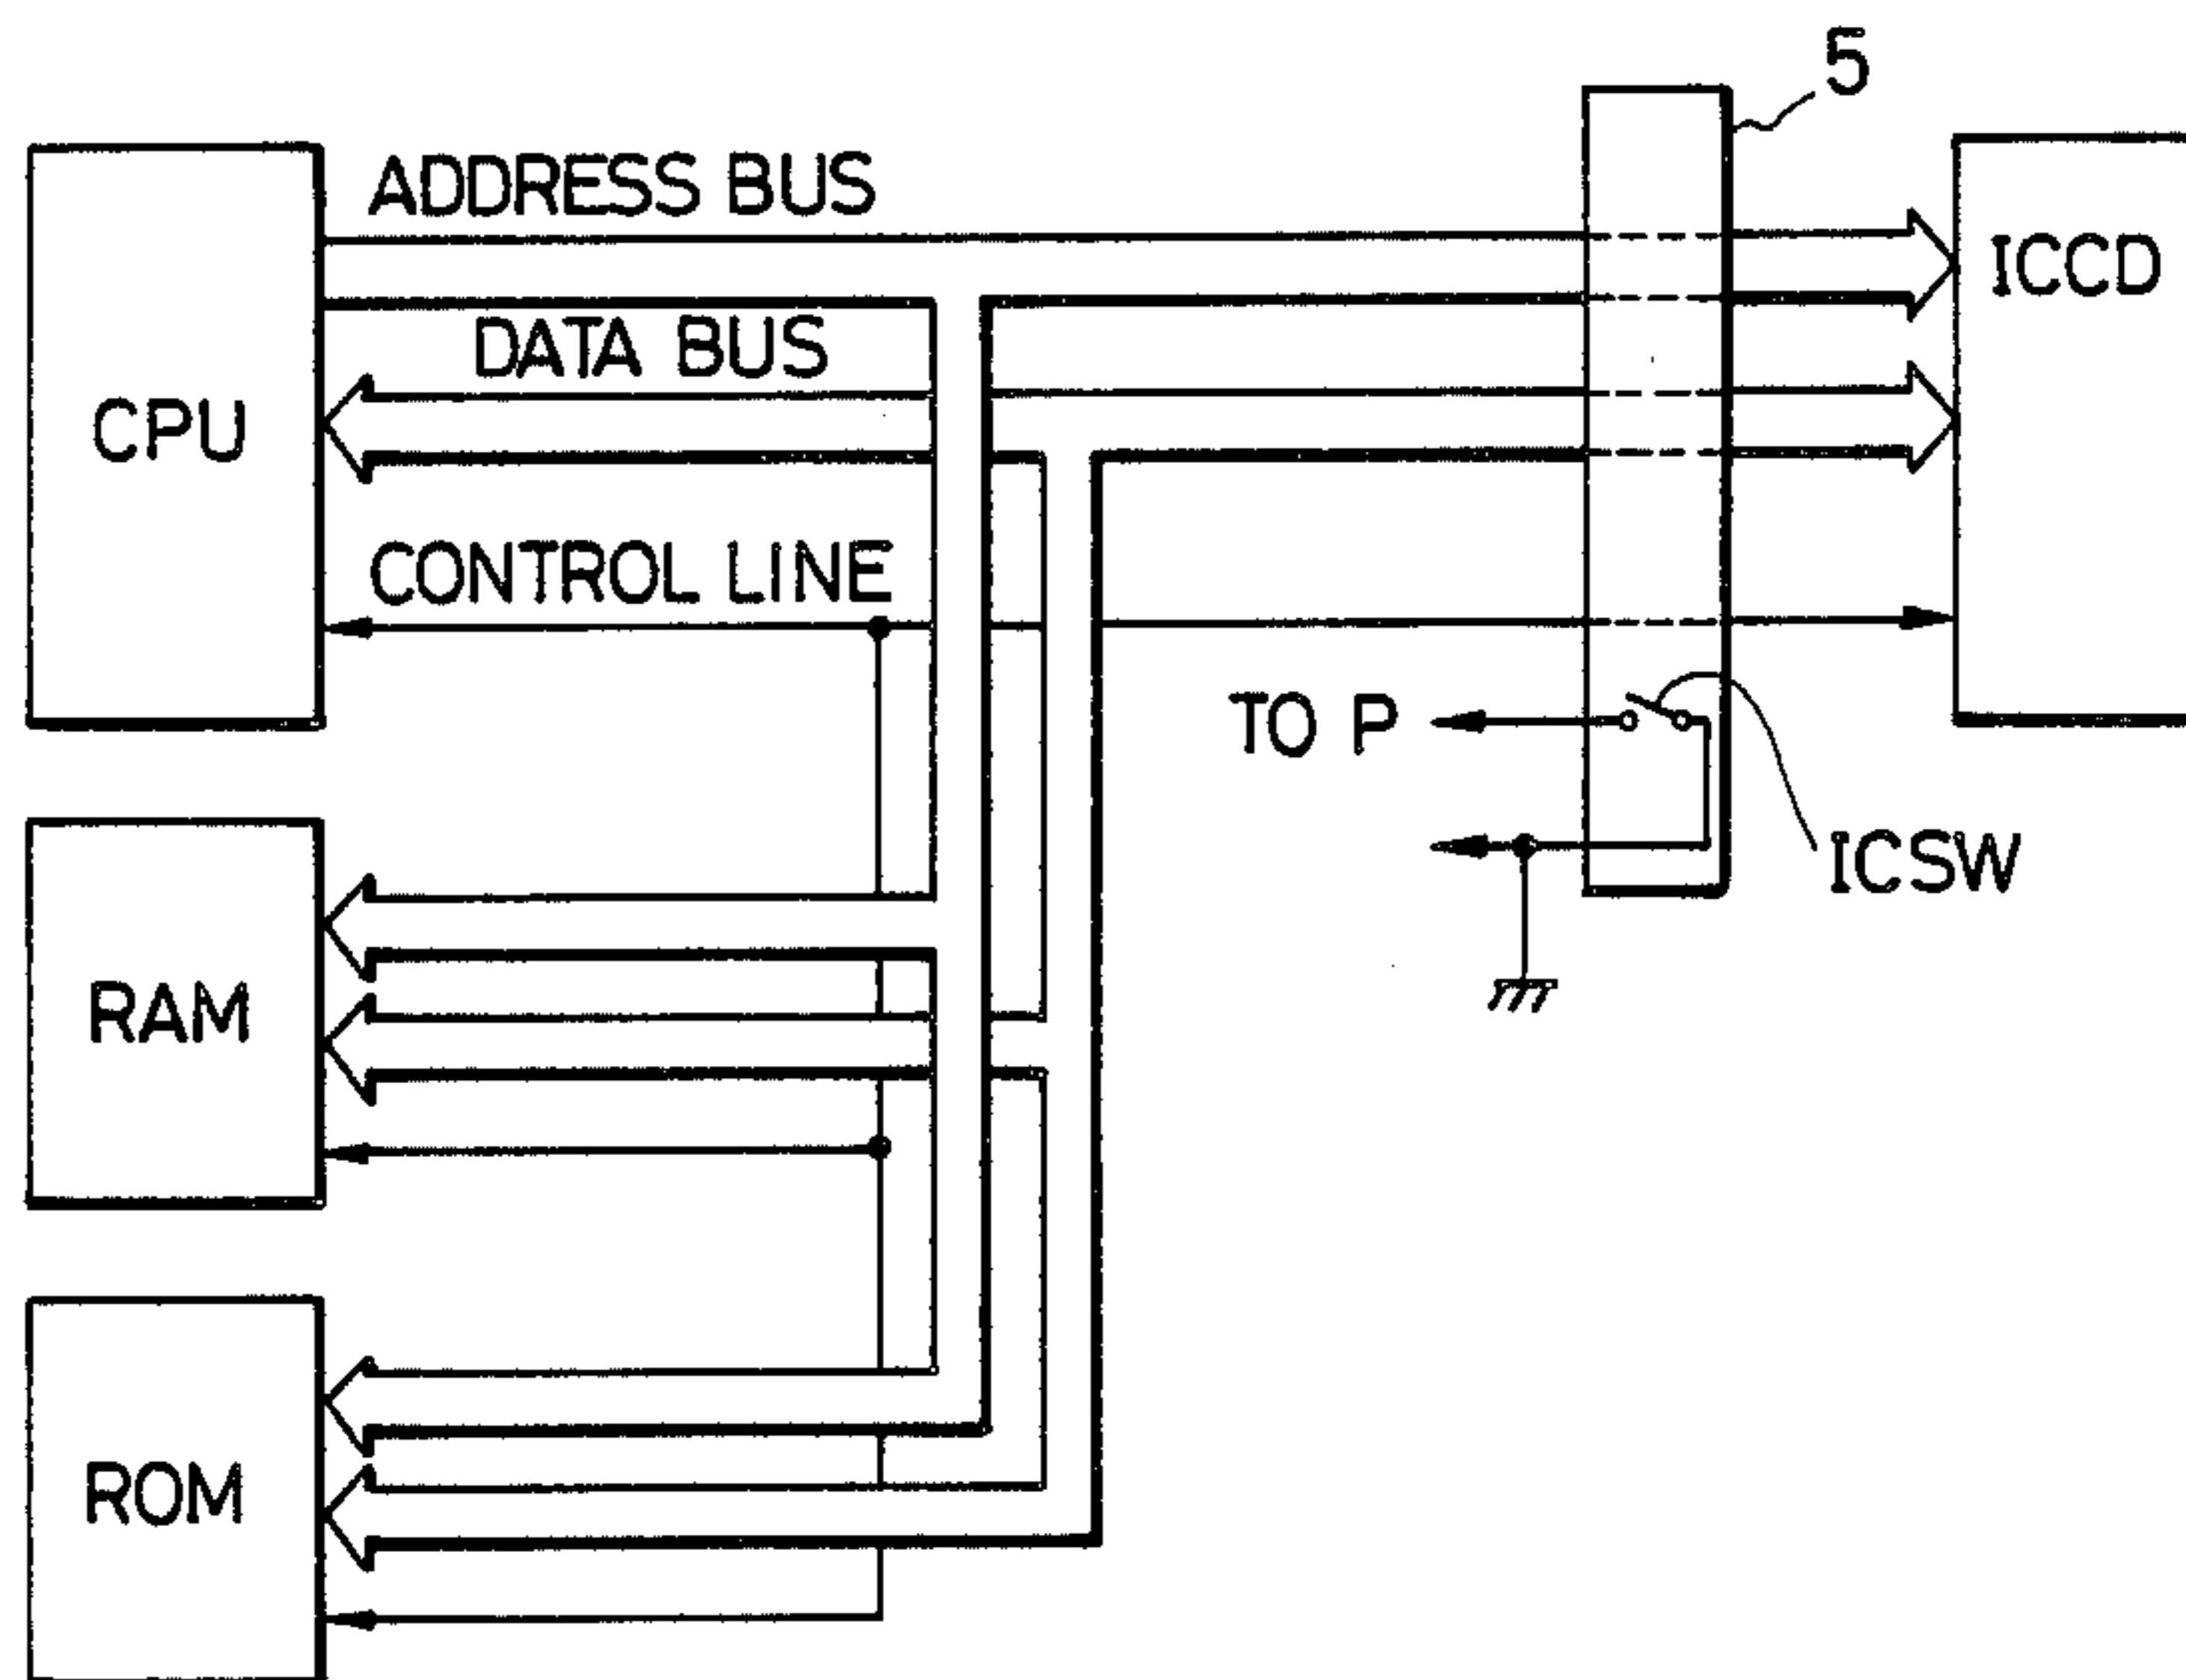 5
ADDRESS BUS
ICCD
DATA BUS
CPU
CONTROL LINE
TO P
ICSW
RAM
ROM